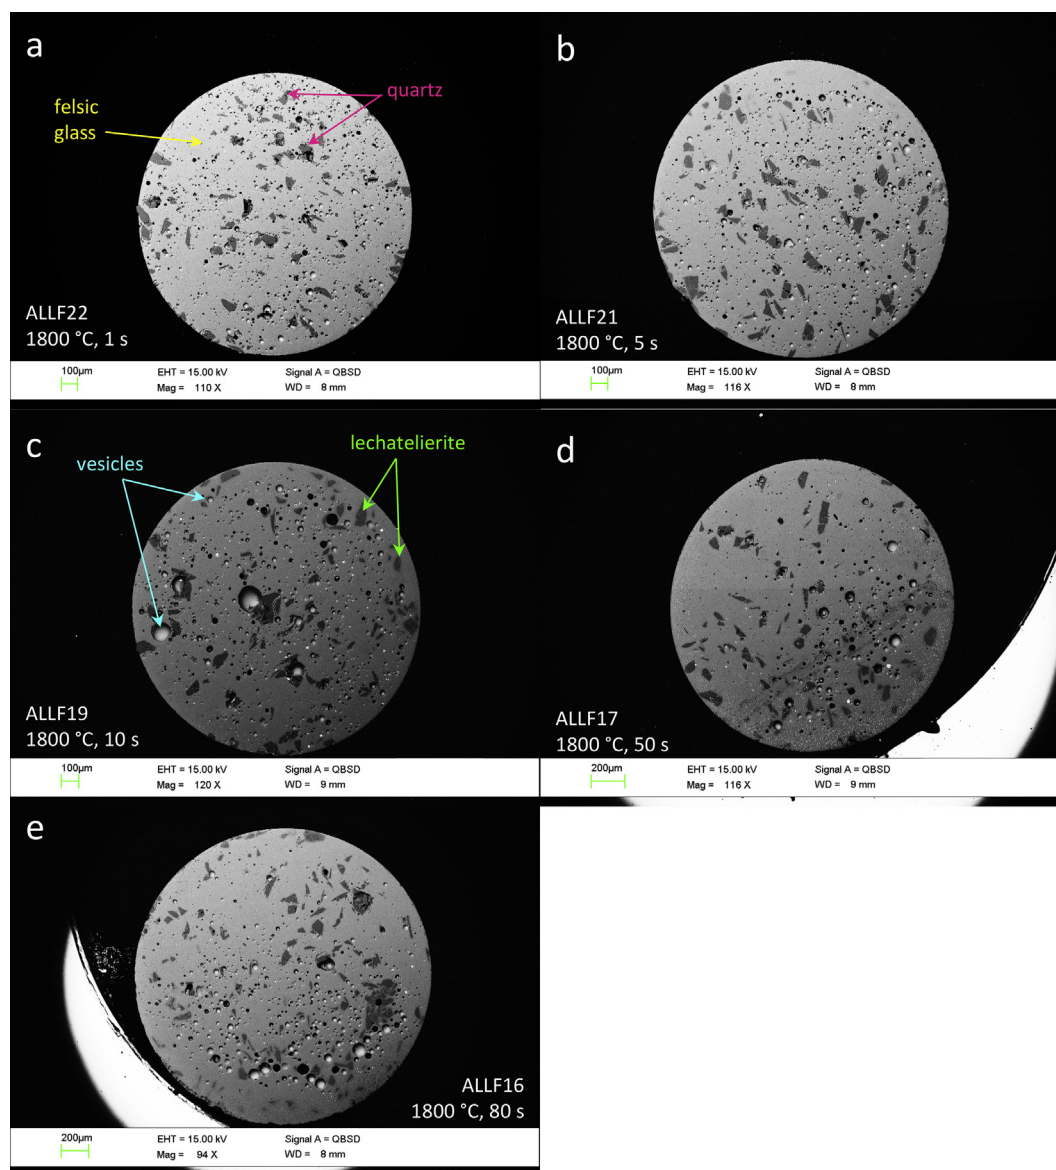 a
quartz
felsic
glass
ALLF22
1800 °C, 1 s
100µm
EHT = 15.00 kV
Signal A = QBSD
Mag = 110 X
WD = 8 mm
b
ALLF21
1800 °C, 5 s
100µm
EHT = 15.00 kV
Signal A = QBSD
Mag = 116 X
WD = 8 mm
c
vesicles
lechatelierite
ALLF19
1800 °C, 10 s
100µm
EHT = 15.00 kV
Signal A = QBSD
Mag = 120 X
WD = 9 mm
d
ALLF17
1800 °C, 50 s
200µm
EHT = 15.00 kV
Signal A = QBSD
Mag = 116 X
WD = 9 mm
e
ALLF16
1800 °C, 80 s
200µm
EHT = 15.00 kV
Signal A = QBSD
Mag = 94 X
WD = 8 mm